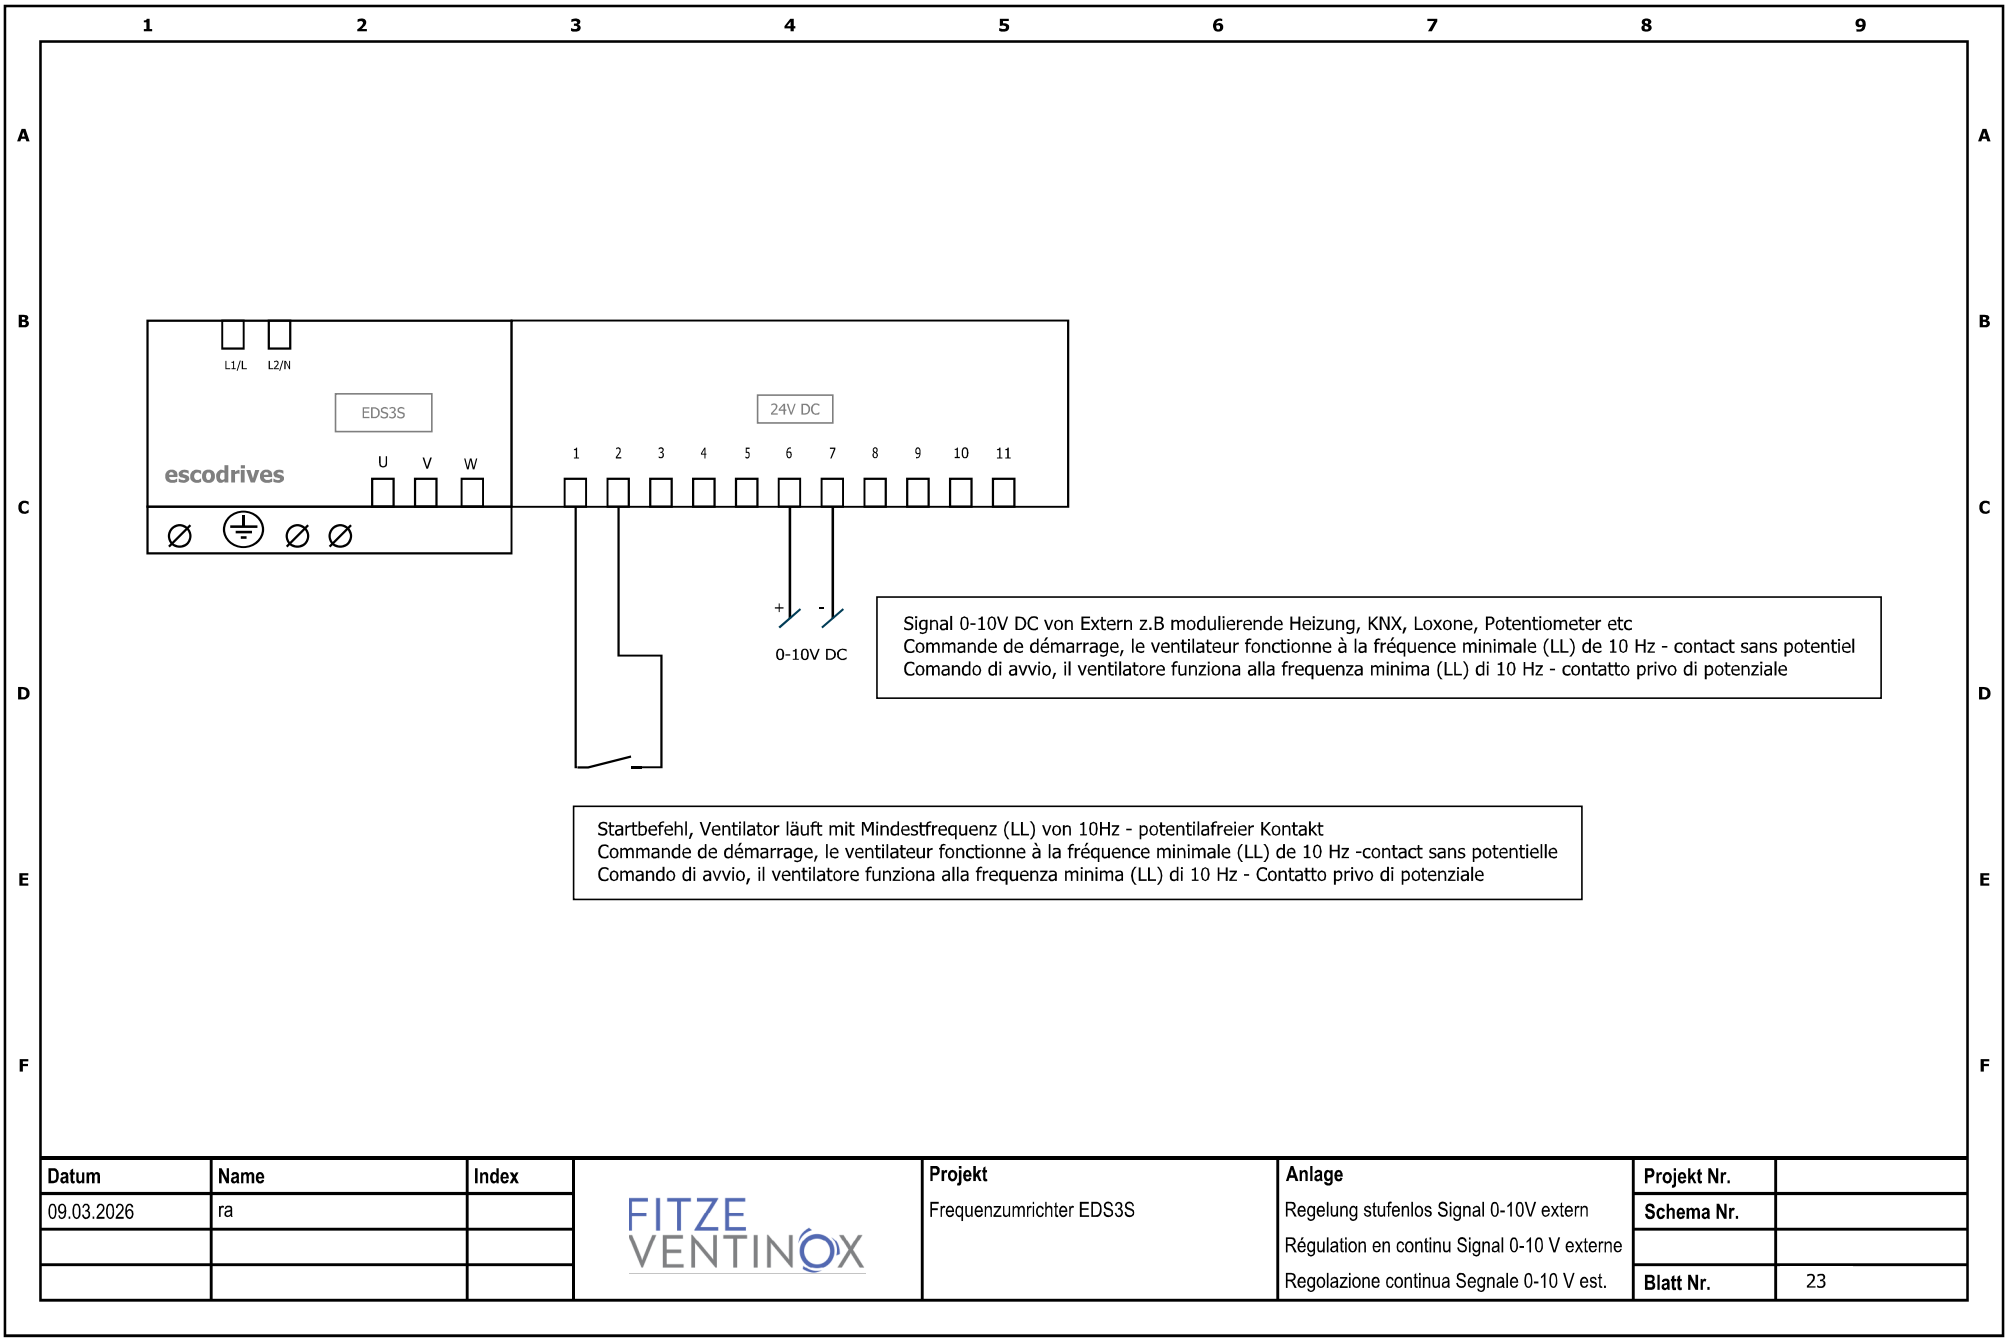 1 2 3 4 5 6 7 8 9
A A
B B
L1/L L2/N
EDS3S
24V DC
escodrives
U V W
1 2 3 4 5 6 7 8 9 10 11
C C
+ -
0-10V DC
Signal 0-10V DC von Extern z.B modulierende Heizung, KNX, Loxone, Potentiometer etc
Commande de démarrage, le ventilateur fonctionne à la fréquence minimale (LL) de 10 Hz - contact sans potentiel
Comando di avvio, il ventilatore funziona alla frequenza minima (LL) di 10 Hz - contatto privo di potenziale
D D
Startbefehl, Ventilator läuft mit Mindestfrequenz (LL) von 10Hz - potentilafreier Kontakt
Commande de démarrage, le ventilateur fonctionne à la fréquence minimale (LL) de 10 Hz -contact sans potentielle
Comando di avvio, il ventilatore funziona alla frequenza minima (LL) di 10 Hz - Contatto privo di potenziale
E E
F F
Datum Name Index
09.03.2026 ra
FITZE
VENTINOX
Projekt
Frequenzumrichter EDS3S
Anlage
Regelung stufenlos Signal 0-10V extern
Régulation en continu Signal 0-10 V externe
Regolazione continua Segnale 0-10 V est.
Projekt Nr.
Schema Nr.
Blatt Nr. 23